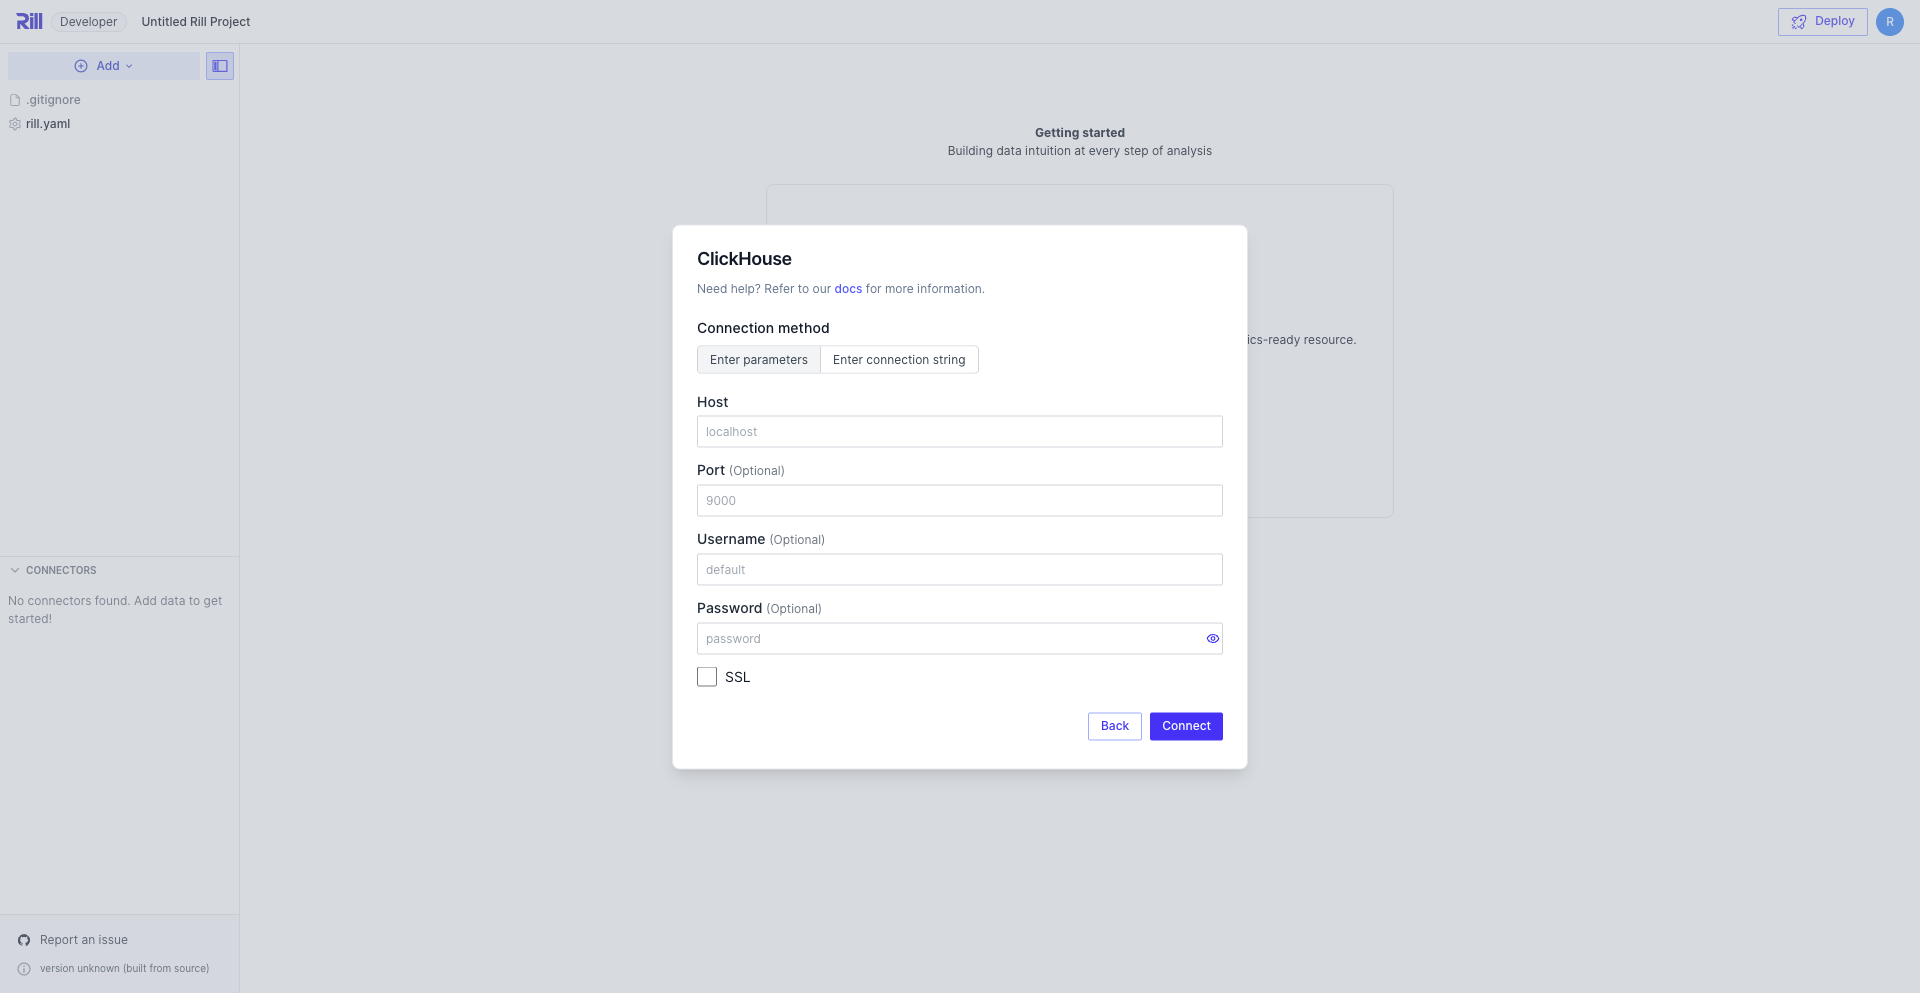 Rill Developer Untitled Rill Project Deploy R
Add
.gitignore
rill.yaml
Getting started
Building data intuition at every step of analysis
ics-ready resource.
ClickHouse
Need help? Refer to our docs for more information.
Connection method
Enter parameters Enter connection string
Host
localhost
Port (Optional)
9000
Username (Optional)
default
Password (Optional)
password
SSL
Back Connect
CONNECTORS
No connectors found. Add data to get
started!
Report an issue
version unknown (built from source)